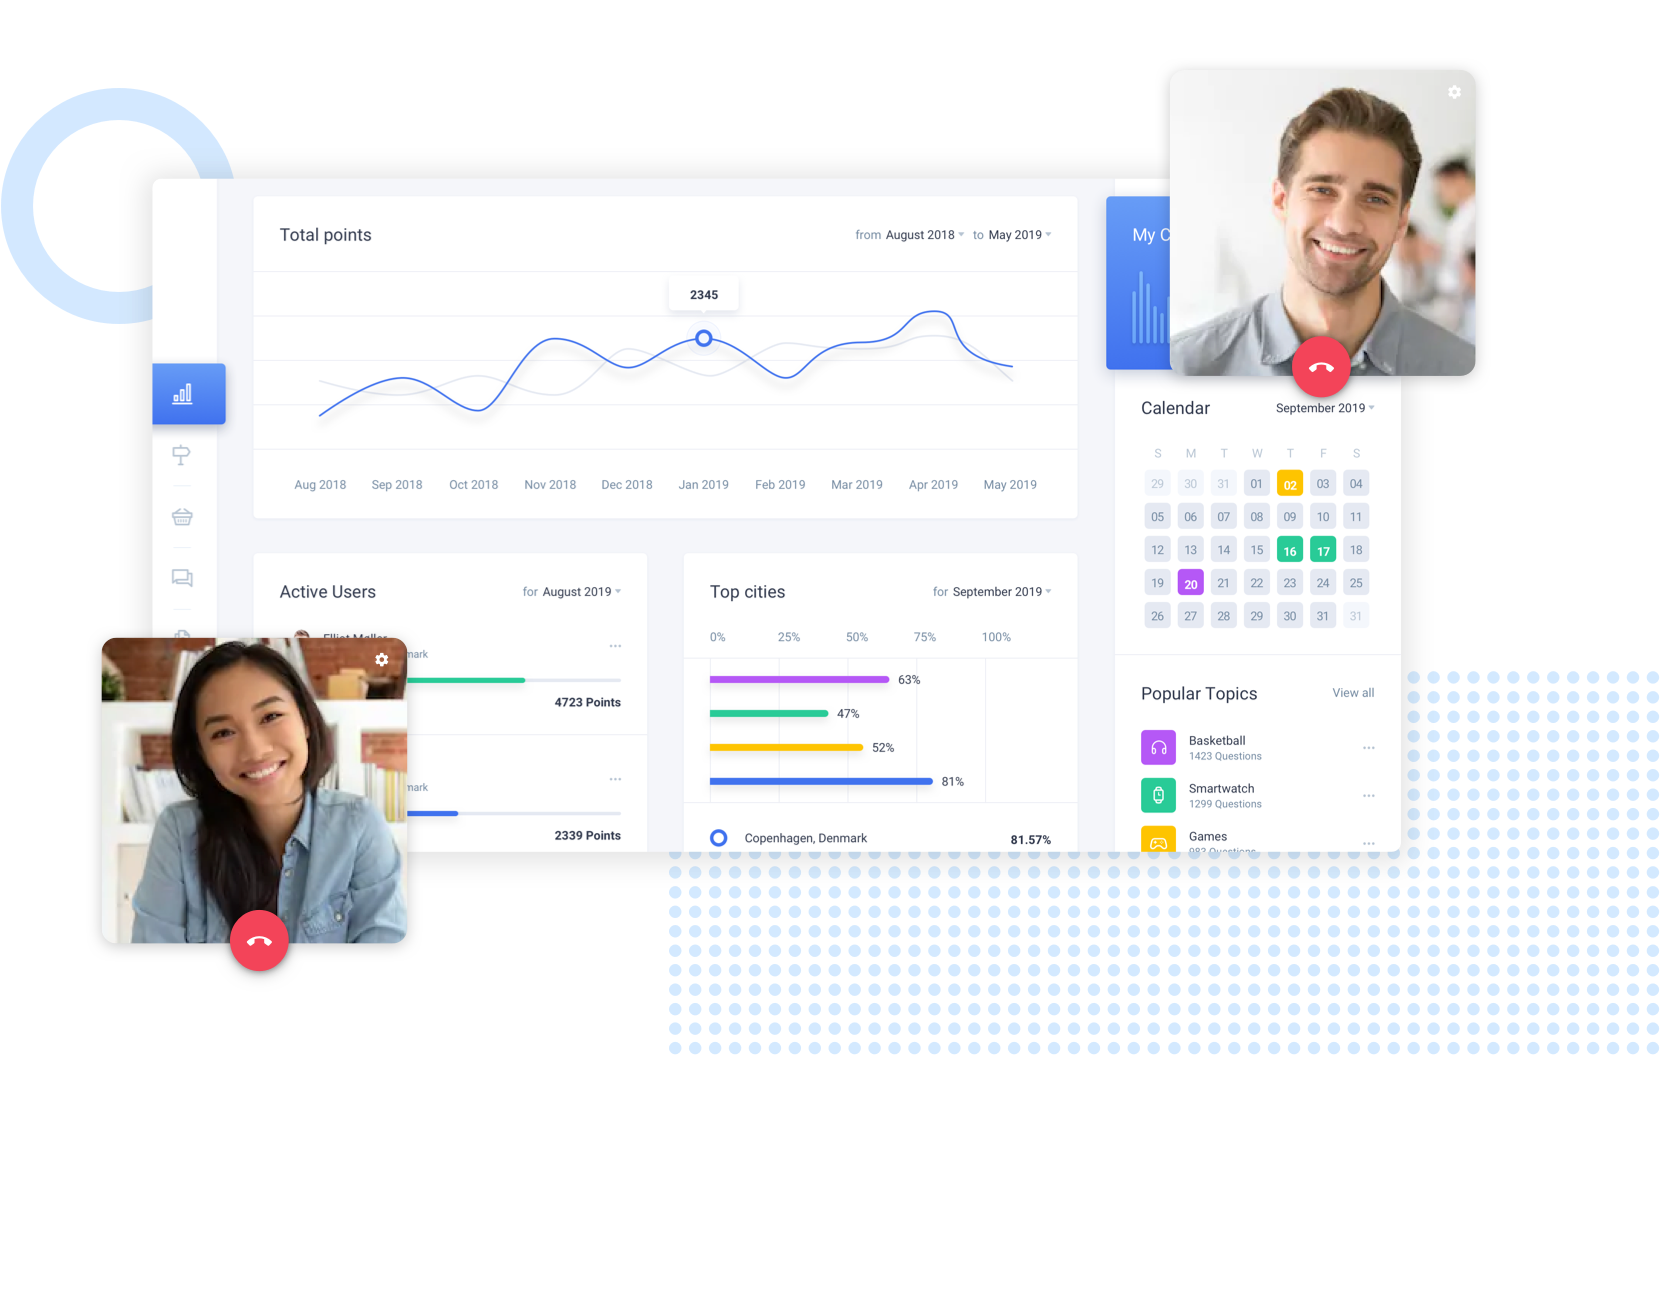 Total points
from August 2018 to May 2019
2345
Aug 2018 Sep 2018 Oct 2018 Nov 2018 Dec 2018 Jan 2019 Feb 2019 Mar 2019 Apr 2019 May 2019
Active Users
for August 2019
Elliot Møller
mark
4723 Points
mark
2339 Points
Top cities
for September 2019
0% 25% 50% 75% 100%
63%
47%
52%
81%
Copenhagen, Denmark 81.57%
My C
Calendar
September 2019
S M T W T F S
29 30 31 01 02 03 04
05 06 07 08 09 10 11
12 13 14 15 16 17 18
19 20 21 22 23 24 25
26 27 28 29 30 31 31
Popular Topics
View all
Basketball
1423 Questions
Smartwatch
1299 Questions
Games
983 Questions